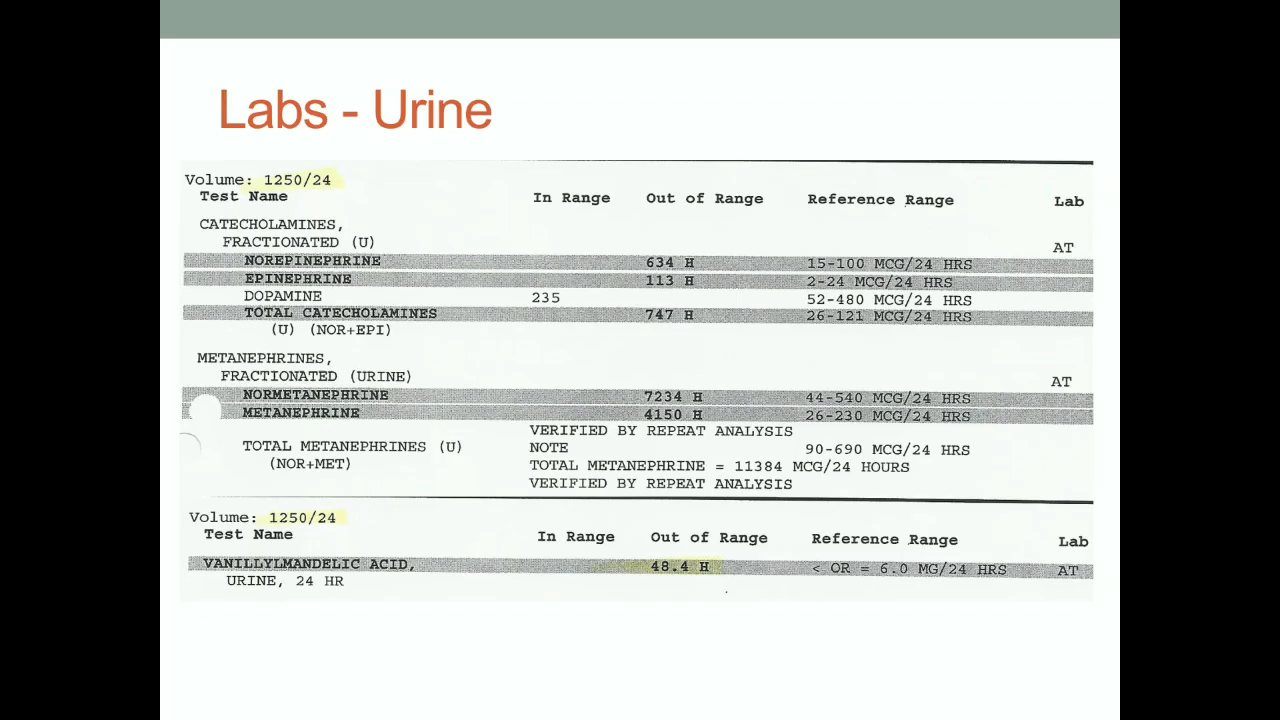 Labs - Urine
Volume: 1250/24
Test Name In Range Out of Range Reference Range Lab
CATECHOLAMINES,
FRACTIONATED (U) AT
NOREPINEPHRINE 634 H 15-100 MCG/24 HRS
EPINEPHRINE 113 H 2-24 MCG/24 HRS
DOPAMINE 235 52-480 MCG/24 HRS
TOTAL CATECHOLAMINES 747 H 26-121 MCG/24 HRS
(U) (NOR+EPI)
METANEPHRINES,
FRACTIONATED (URINE) AT
NORMETANEPHRINE 7234 H 44-540 MCG/24 HRS
METANEPHRINE 4150 H 26-230 MCG/24 HRS
VERIFIED BY REPEAT ANALYSIS
TOTAL METANEPHRINES (U) NOTE 90-690 MCG/24 HRS
(NOR+MET) TOTAL METANEPHRINE = 11384 MCG/24 HOURS
VERIFIED BY REPEAT ANALYSIS
Volume: 1250/24
Test Name In Range Out of Range Reference Range Lab
VANILLYLMANDELIC ACID, 48.4 H < OR = 6.0 MG/24 HRS AT
URINE, 24 HR